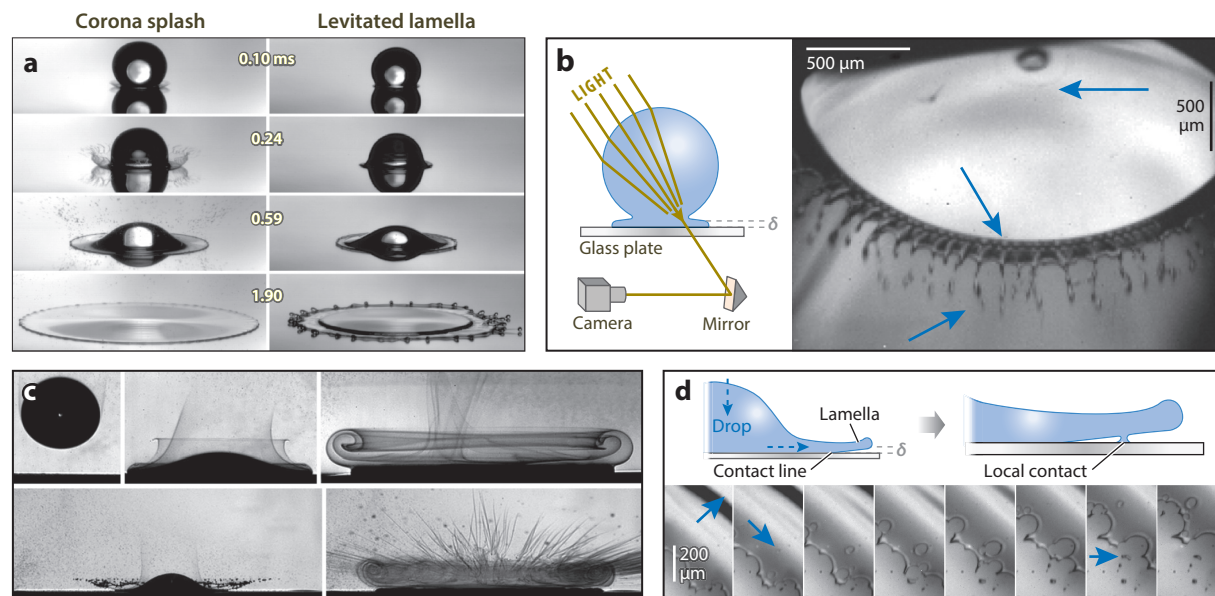 Corona splash
Levitated lamella
a
0.10 ms
0.24
0.59
1.90
b
LIGHT
δ
Glass plate
Camera
Mirror
500 μm
500
μm
c
d
Drop
Lamella
δ
Contact line
Local contact
200
μm